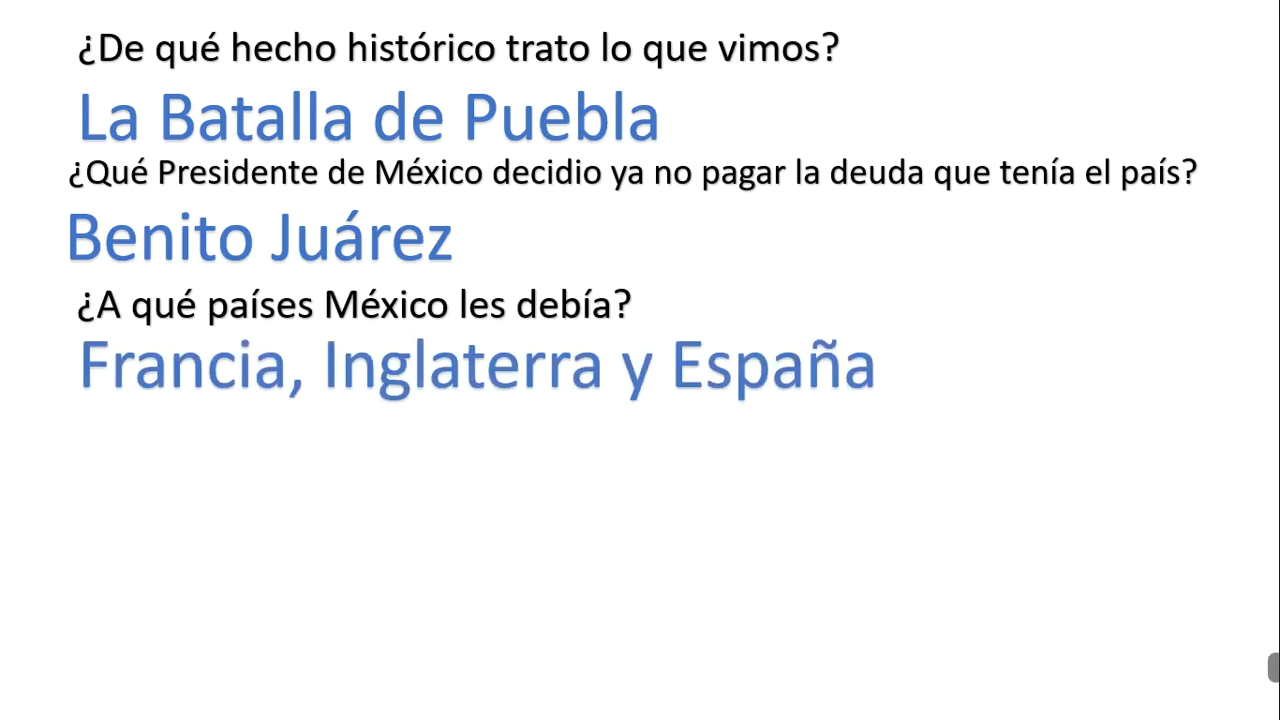 ¿De qué hecho histórico trato lo que vimos?
La Batalla de Puebla
¿Qué Presidente de México decidio ya no pagar la deuda que tenía el país?
Benito Juárez
¿A qué países México les debía?
Francia, Inglaterra y España